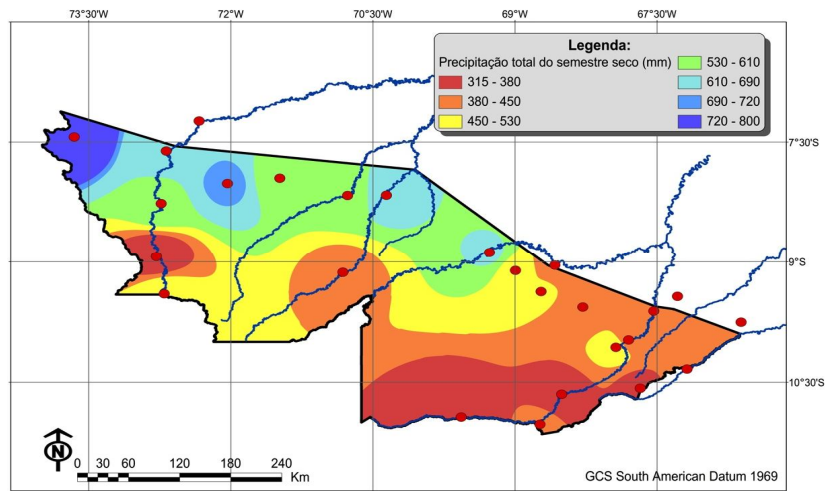 73°30'W 72°W 70°30'W 69°W 67°30'W
Legenda:
Precipitação total do semestre seco (mm)
315 - 380
380 - 450
450 - 530
530 - 610
610 - 690
690 - 720
720 - 800
7°30'S
9°S
10°30'S
N
0 30 60 120 180 240
Km
GCS South American Datum 1969